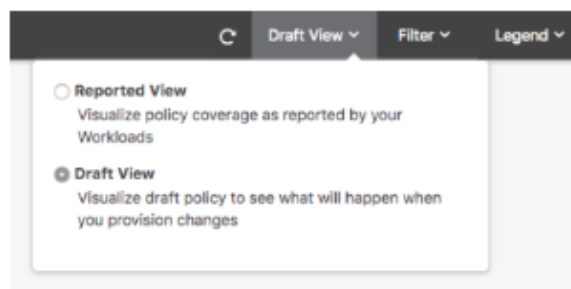 Draft View Filter Legend
Reported View
Visualize policy coverage as reported by your
Workloads
Draft View
Visualize draft policy to see what will happen when
you provision changes